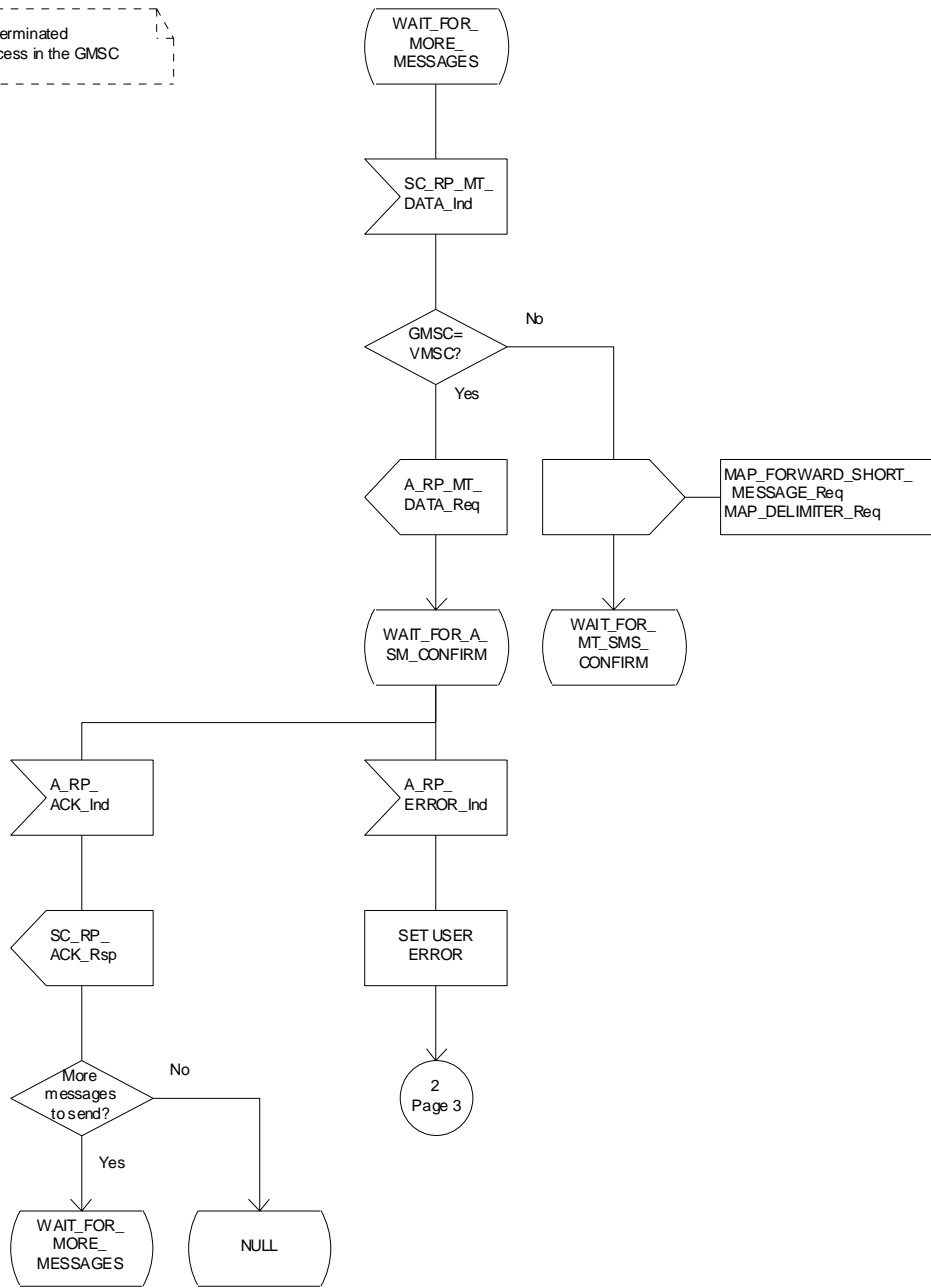 erminated
cess in the GMSC
WAIT_FOR_
MORE_
MESSAGES
SC_RP_MT_
DATA_Ind
GMSC=
VMSC?
No
Yes
A_RP_MT_
DATA_Req
MAP_FORWARD_SHORT_
MESSAGE_Req
MAP_DELIMITER_Req
WAIT_FOR_A_
SM_CONFIRM
WAIT_FOR_
MT_SMS_
CONFIRM
A_RP_
ACK_Ind
A_RP_
ERROR_Ind
SC_RP_
ACK_Rsp
SET USER
ERROR
More
messages
to send?
No
Yes
2
Page 3
WAIT_FOR_
MORE_
MESSAGES
NULL